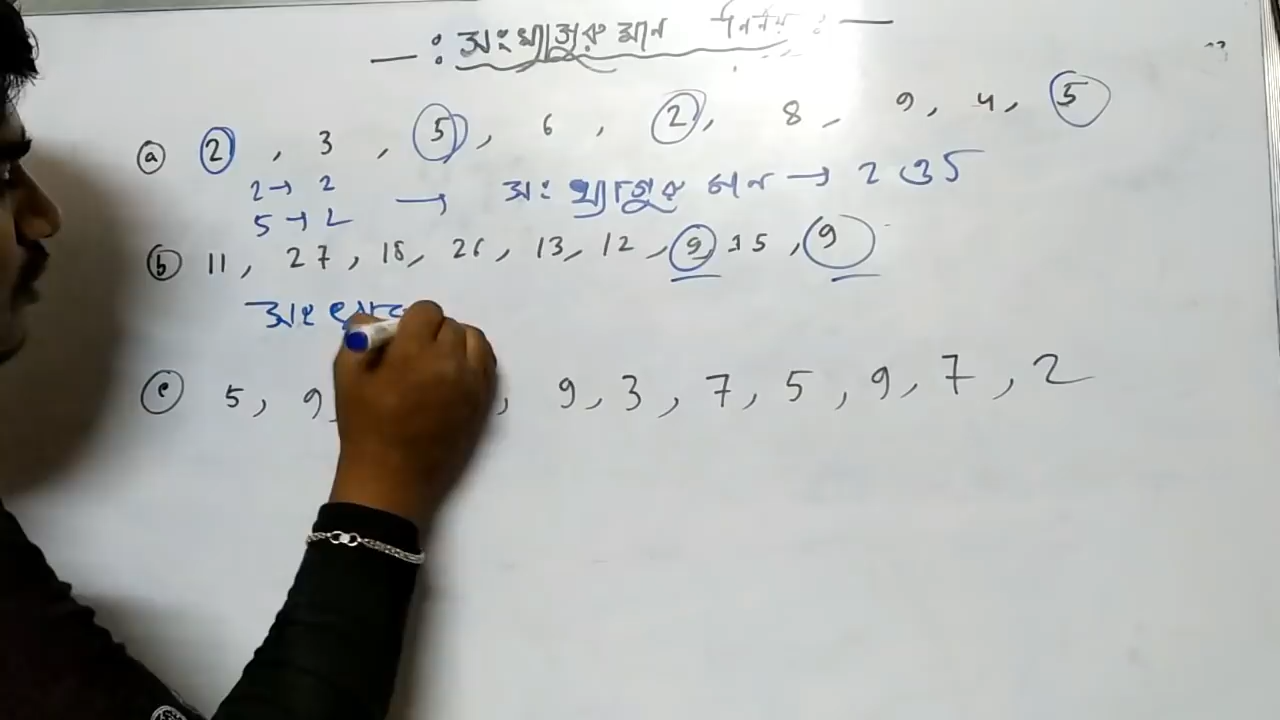 —: সংখ্যাগুরু মান নির্ণয় : —
ⓐ 2 , 3 , 5 , 6 , 2 , 8 , 9 , 4 , 5
2 → 2
5 → 2 → সংখ্যাগুরু মান → 2 ও 5
ⓑ 11 , 27 , 18 , 26 , 13 , 12 , 9 15 , 9
সংখ্যা
ⓒ 5 , 9 , , 9 , 3 , 7 , 5 , 9 , 7 , 2